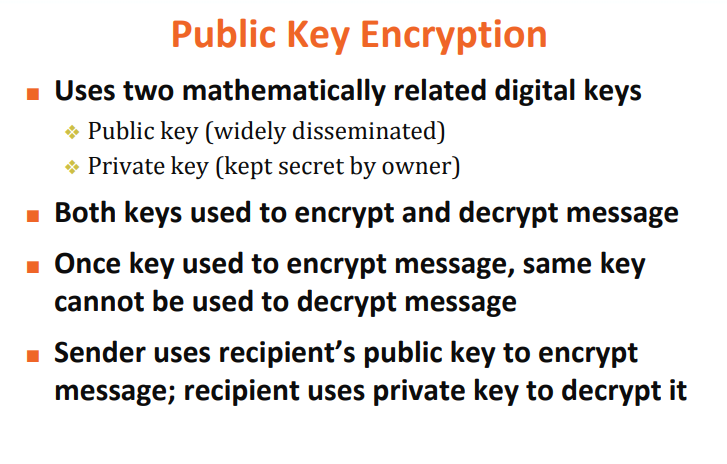 Public Key Encryption
Uses two mathematically related digital keys
Public key (widely disseminated)
Private key (kept secret by owner)
Both keys used to encrypt and decrypt message
Once key used to encrypt message, same key
cannot be used to decrypt message
Sender uses recipient’s public key to encrypt
message; recipient uses private key to decrypt it